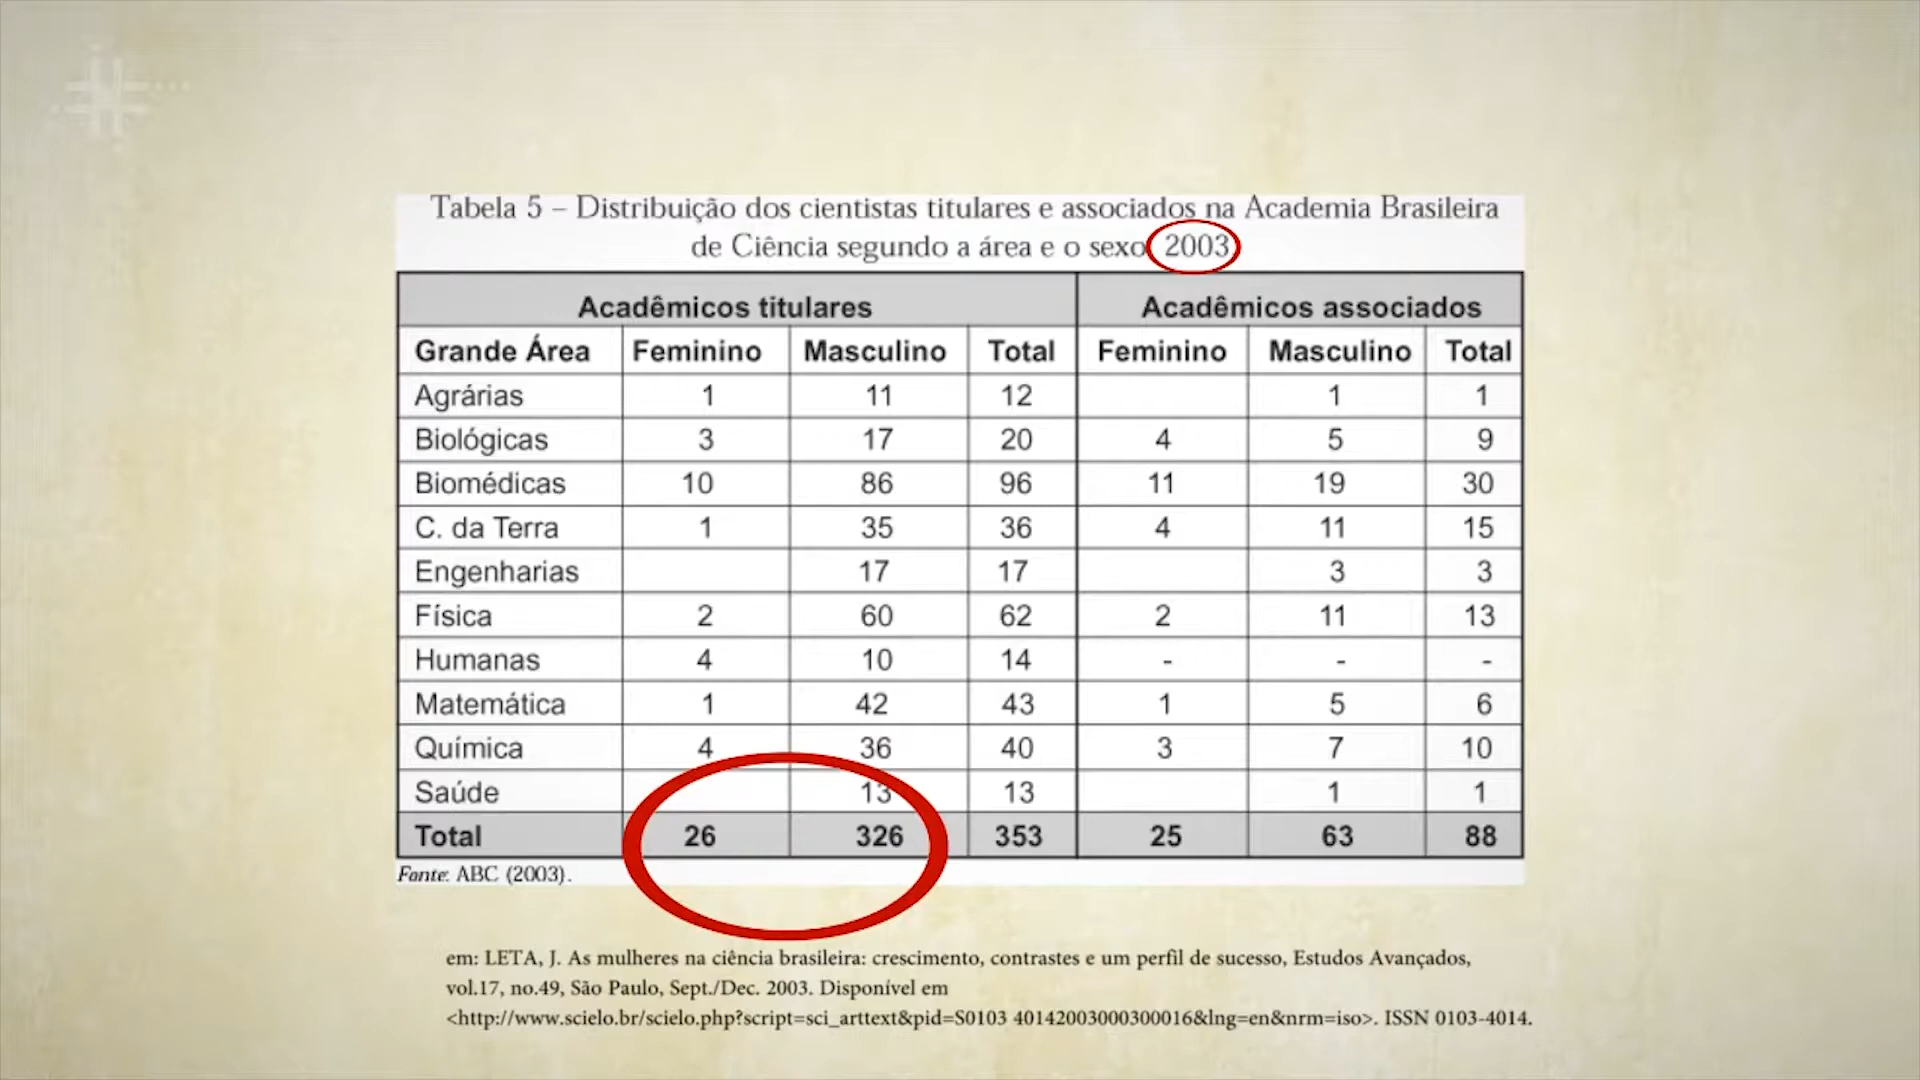 Tabela 5 – Distribuição dos cientistas titulares e associados na Academia Brasileira
de Ciência segundo a área e o sexo 2003
Acadêmicos titulares Acadêmicos associados
Grande Área Feminino Masculino Total Feminino Masculino Total
Agrárias 1 11 12 1 1
Biológicas 3 17 20 4 5 9
Biomédicas 10 86 96 11 19 30
C. da Terra 1 35 36 4 11 15
Engenharias 17 17 3 3
Física 2 60 62 2 11 13
Humanas 4 10 14 - - -
Matemática 1 42 43 1 5 6
Química 4 36 40 3 7 10
Saúde 13 13 1 1
Total 26 326 353 25 63 88
Fonte: ABC (2003).
em: LETA, J. As mulheres na ciência brasileira: crescimento, contrastes e um perfil de sucesso, Estudos Avançados,
vol.17, no.49, São Paulo, Sept./Dec. 2003. Disponível em
<http://www.scielo.br/scielo.php?script=sci_arttext&pid=S0103 40142003000300016&lng=en&nrm=iso>. ISSN 0103-4014.